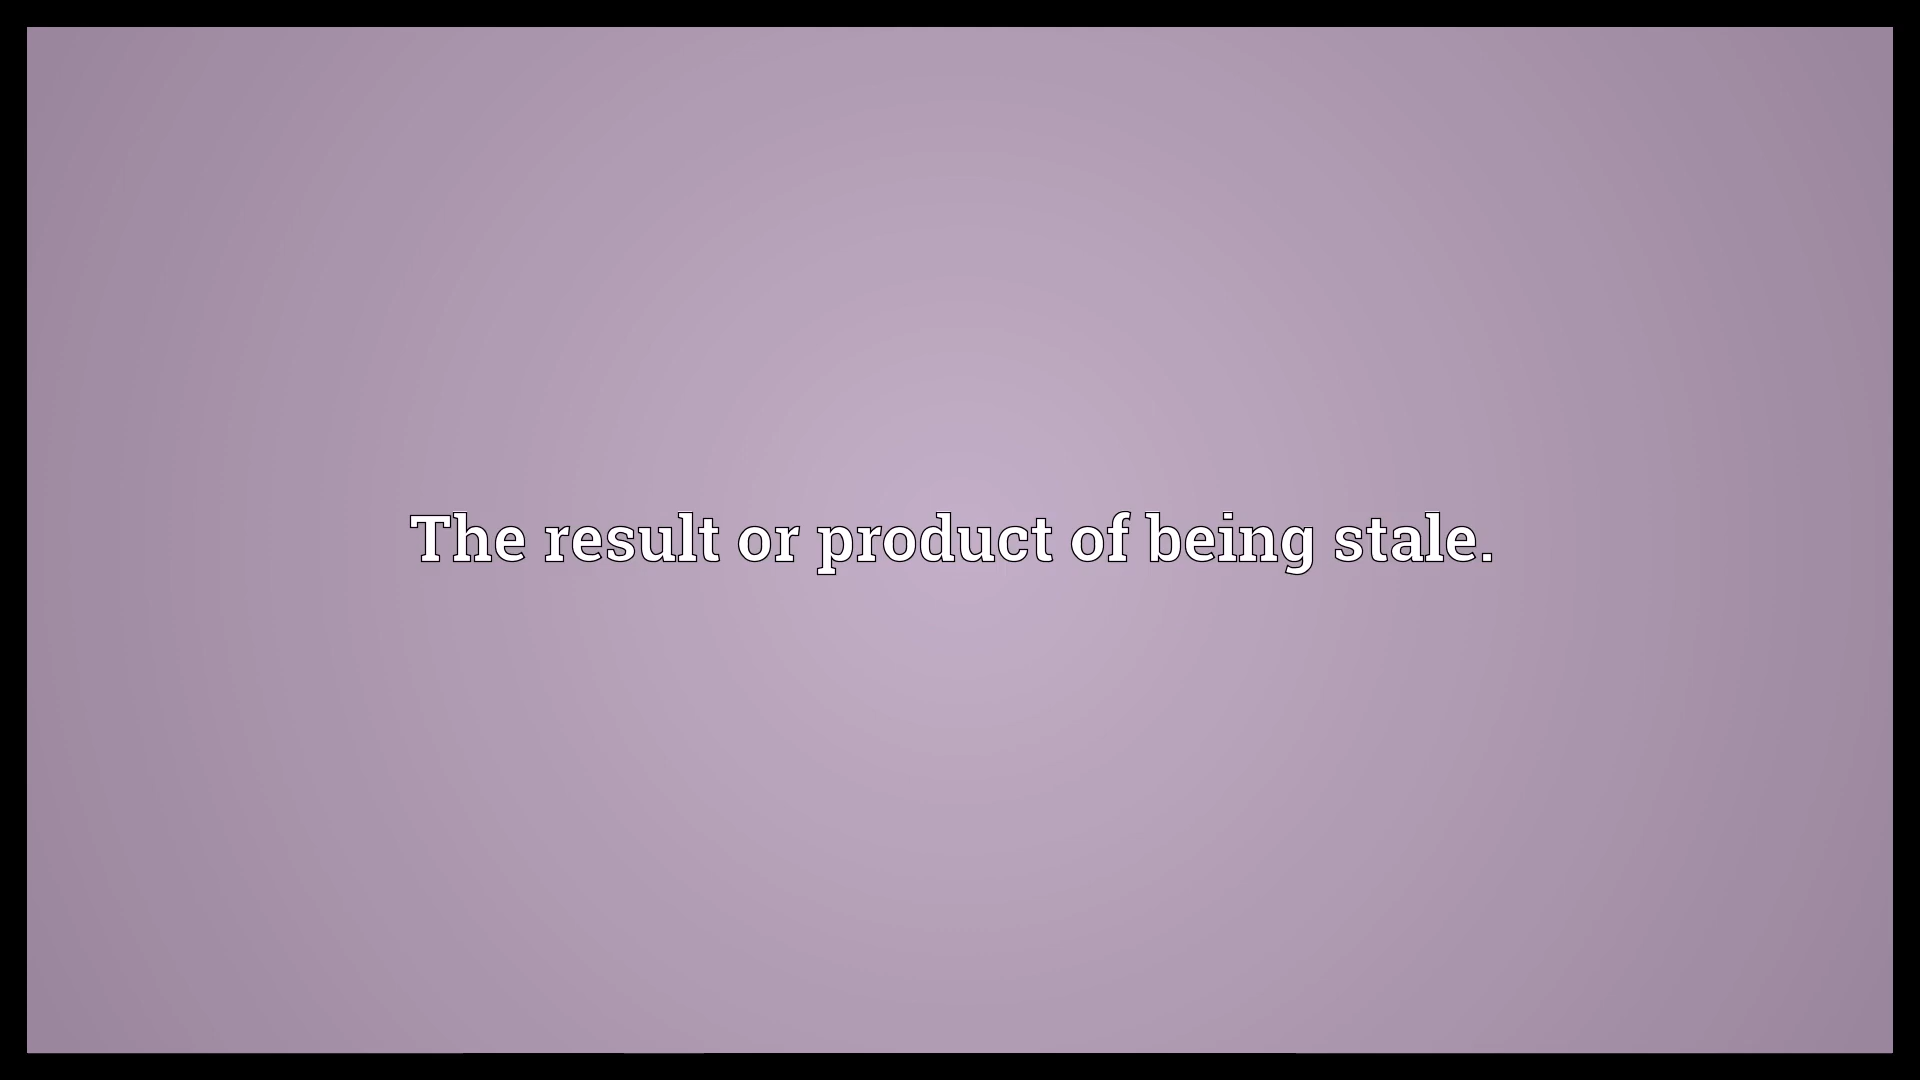 The result or product of being stale.